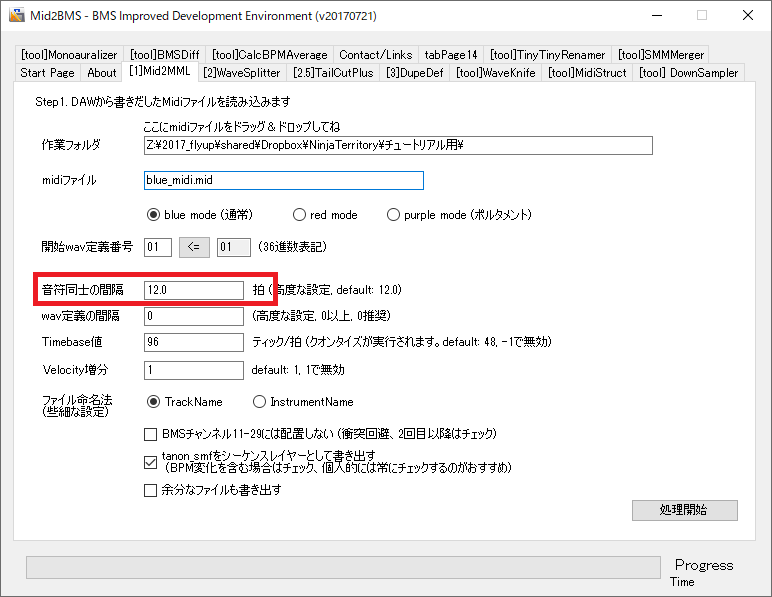 Mid2BMS - BMS Improved Development Environment (v20170721)
[tool]Monoauralizer [tool]BMSDiff [tool]CalcBPMAverage Contact/Links tabPage14 [tool]TinyTinyRenamer [tool]SMMMerger
Start Page About [1]Mid2MML [2]WaveSplitter [2.5]TailCutPlus [3]DupeDef [tool]WaveKnife [tool]MidiStruct [tool] DownSampler
Step1. DAWから書きだしたMidiファイルを読み込みます
ここにmidiファイルをドラッグ&ドロップしてね
作業フォルダ Z:¥2017_flyup¥shared¥Dropbox¥NinjaTerritory¥チュートリアル用¥
midiファイル blue_midi.mid
blue mode (通常) red mode purple mode (ポルタメント)
開始wav定義番号 01 <= 01 (36進数表記)
音符同士の間隔 12.0 拍 (高度な設定, default: 12.0)
wav定義の間隔 0 (高度な設定, 0以上, 0推奨)
Timebase値 96 ティック/拍 (クオンタイズが実行されます。default: 48, -1で無効)
Velocity増分 1 default: 1, 1で無効
ファイル命名法 TrackName InstrumentName
(些細な設定)
BMSチャンネル11-29には配置しない (衝突回避、2回目以降はチェック)
tanon_smfをシーケンスレイヤーとして書き出す
(BPM変化を含む場合はチェック、個人的には常にチェックするのがおすすめ)
余分なファイルも書き出す
処理開始
Progress
Time